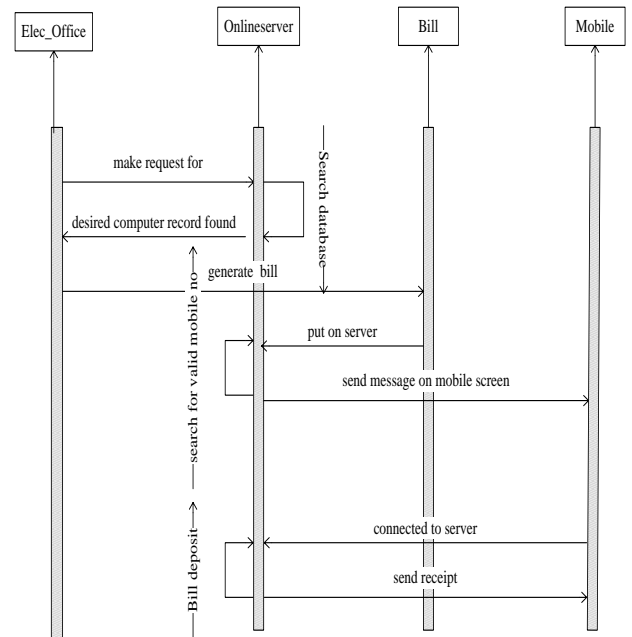 Elec_Office
Onlineserver
Bill
Mobile
make request for
Search database
desired computer record found
generate bill
search for valid mobile no
put on server
send message on mobile screen
Bill deposit
connected to server
send receipt